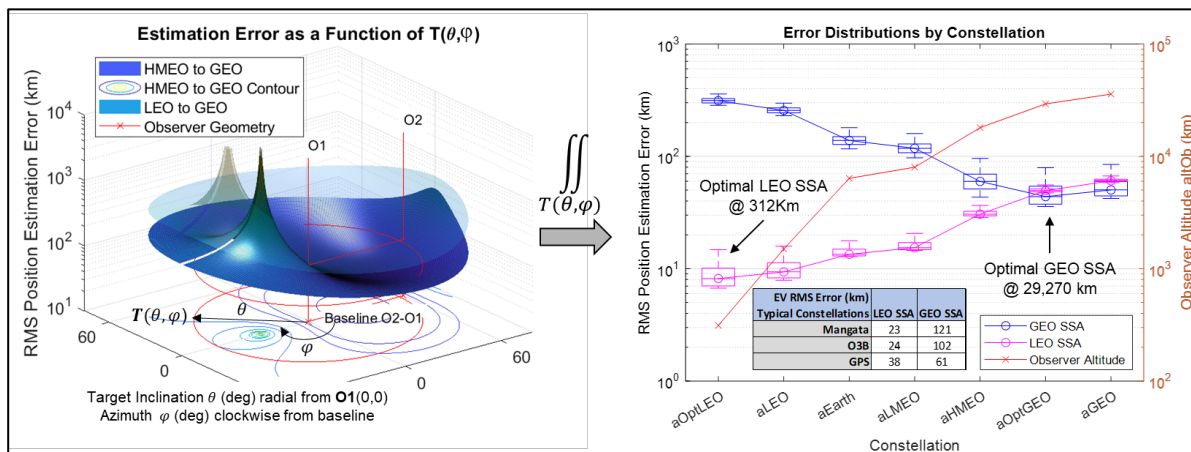 Estimation Error as a Function of T(θ,φ)
HMEO to GEO
HMEO to GEO Contour
LEO to GEO
Observer Geometry
RMS Position Estimation Error (km)
10^4
10^3
10^2
10^1
O1
O2
60
0
T(θ,φ)
θ
φ
Baseline O2-O1
0
60
Target Inclination θ (deg) radial from O1(0,0)
Azimuth φ (deg) clockwise from baseline
∬
T(θ,φ)
Error Distributions by Constellation
RMS Position Estimation Error (km)
10^3
10^2
10^1
10^0
Optimal LEO SSA
@ 312Km
Optimal GEO SSA
@ 29,270 km
EV RMS Error (km)
Typical Constellations LEO SSA GEO SSA
Mangata 23 121
O3B 24 102
GPS 38 61
GEO SSA
LEO SSA
Observer Altitude
10^5
10^4
10^3
10^2
Observer Altitude altOb (km)
aOptLEO
aLEO
aEarth
aLMEO
aHMEO
aOptGEO
aGEO
Constellation